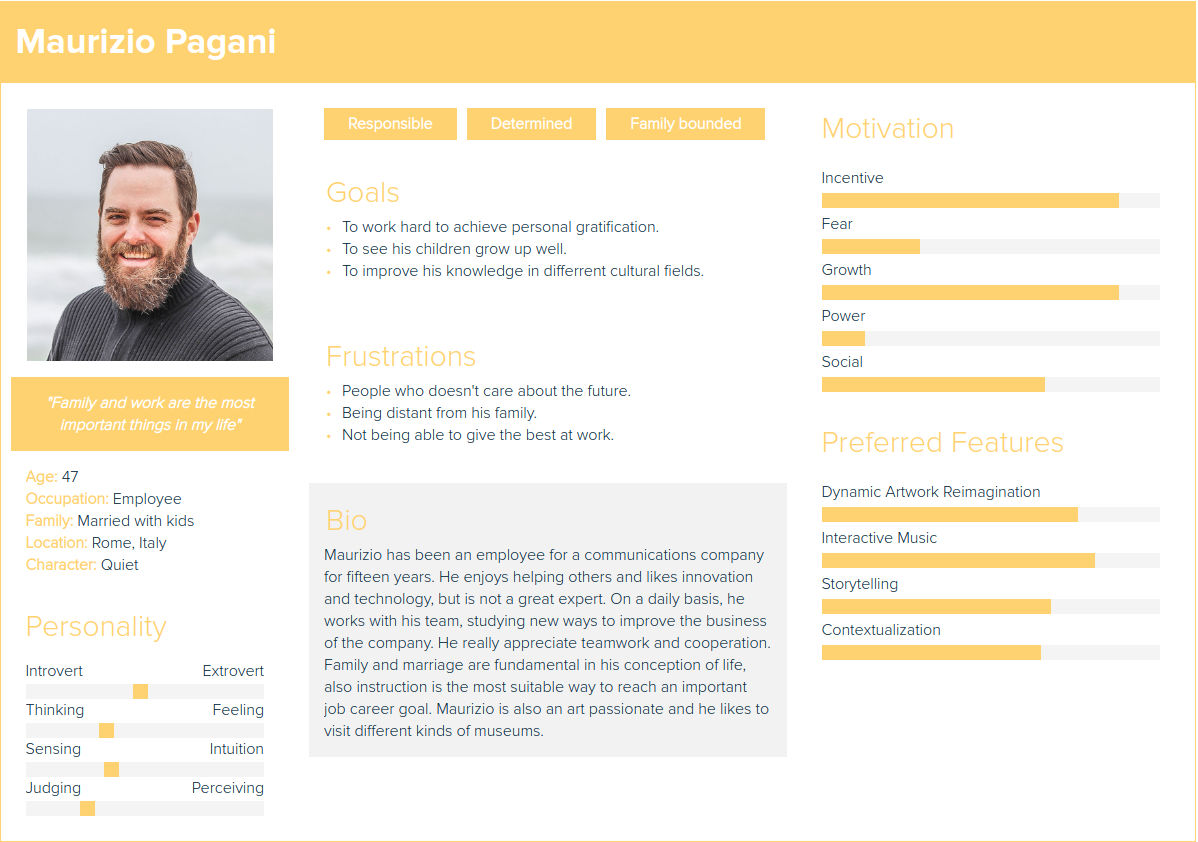 Maurizio Pagani
"Family and work are the most
important things in my life"
Age: 47
Occupation: Employee
Family: Married with kids
Location: Rome, Italy
Character: Quiet
Personality
Introvert Extrovert
Thinking Feeling
Sensing Intuition
Judging Perceiving
Responsible Determined Family bounded
Goals
• To work hard to achieve personal gratification.
• To see his children grow up well.
• To improve his knowledge in differrent cultural fields.
Frustrations
• People who doesn't care about the future.
• Being distant from his family.
• Not being able to give the best at work.
Bio
Maurizio has been an employee for a communications company
for fifteen years. He enjoys helping others and likes innovation
and technology, but is not a great expert. On a daily basis, he
works with his team, studying new ways to improve the business
of the company. He really appreciate teamwork and cooperation.
Family and marriage are fundamental in his conception of life,
also instruction is the most suitable way to reach an important
job career goal. Maurizio is also an art passionate and he likes to
visit different kinds of museums.
Motivation
Incentive
Fear
Growth
Power
Social
Preferred Features
Dynamic Artwork Reimagination
Interactive Music
Storytelling
Contextualization